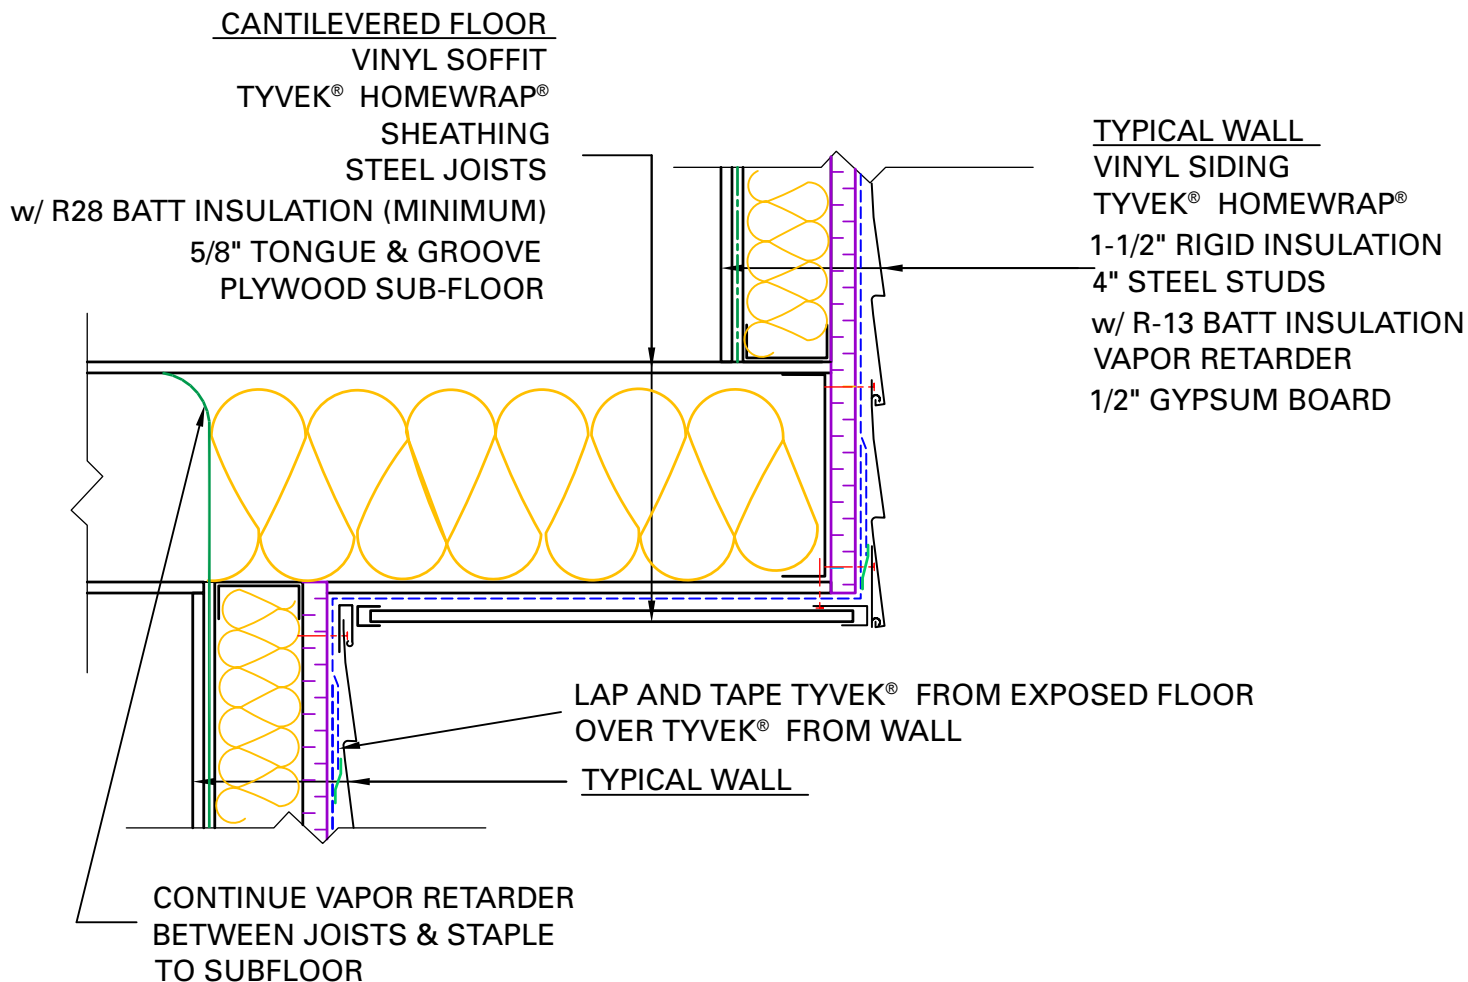 CANTILEVERED FLOOR
VINYL SOFFIT
TYVEK® HOMEWRAP®
SHEATHING
STEEL JOISTS
w/ R28 BATT INSULATION (MINIMUM)
5/8" TONGUE & GROOVE
PLYWOOD SUB-FLOOR
TYPICAL WALL
VINYL SIDING
TYVEK® HOMEWRAP®
1-1/2" RIGID INSULATION
4" STEEL STUDS
w/ R-13 BATT INSULATION
VAPOR RETARDER
1/2" GYPSUM BOARD
LAP AND TAPE TYVEK® FROM EXPOSED FLOOR
OVER TYVEK® FROM WALL
TYPICAL WALL
CONTINUE VAPOR RETARDER
BETWEEN JOISTS & STAPLE
TO SUBFLOOR